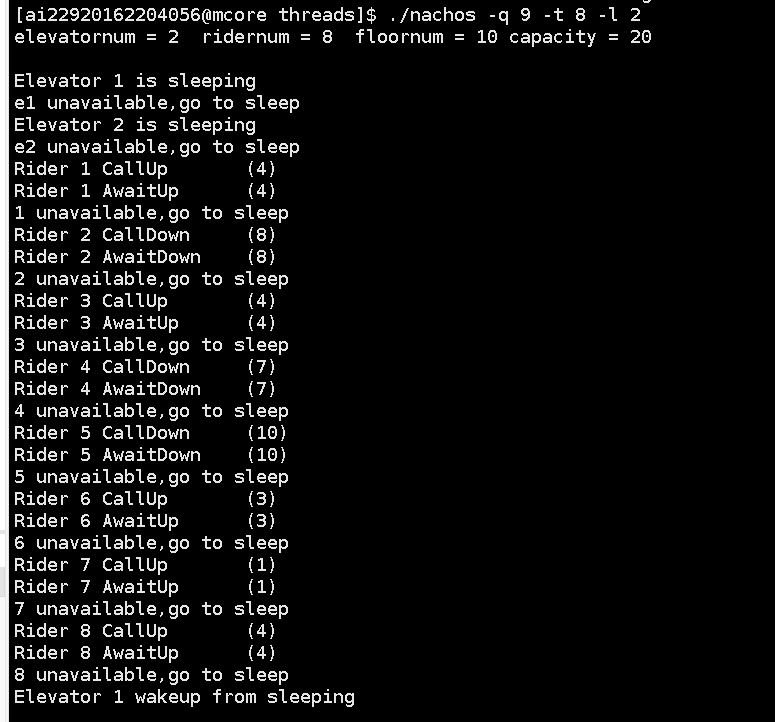 [ai22920162204056@mcore threads]$ ./nachos -q 9 -t 8 -l 2
elevatornum = 2  ridernum = 8  floornum = 10 capacity = 20
Elevator 1 is sleeping
e1 unavailable,go to sleep
Elevator 2 is sleeping
e2 unavailable,go to sleep
Rider 1 CallUp       (4)
Rider 1 AwaitUp      (4)
1 unavailable,go to sleep
Rider 2 CallDown     (8)
Rider 2 AwaitDown    (8)
2 unavailable,go to sleep
Rider 3 CallUp       (4)
Rider 3 AwaitUp      (4)
3 unavailable,go to sleep
Rider 4 CallDown     (7)
Rider 4 AwaitDown    (7)
4 unavailable,go to sleep
Rider 5 CallDown     (10)
Rider 5 AwaitDown    (10)
5 unavailable,go to sleep
Rider 6 CallUp       (3)
Rider 6 AwaitUp      (3)
6 unavailable,go to sleep
Rider 7 CallUp       (1)
Rider 7 AwaitUp      (1)
7 unavailable,go to sleep
Rider 8 CallUp       (4)
Rider 8 AwaitUp      (4)
8 unavailable,go to sleep
Elevator 1 wakeup from sleeping